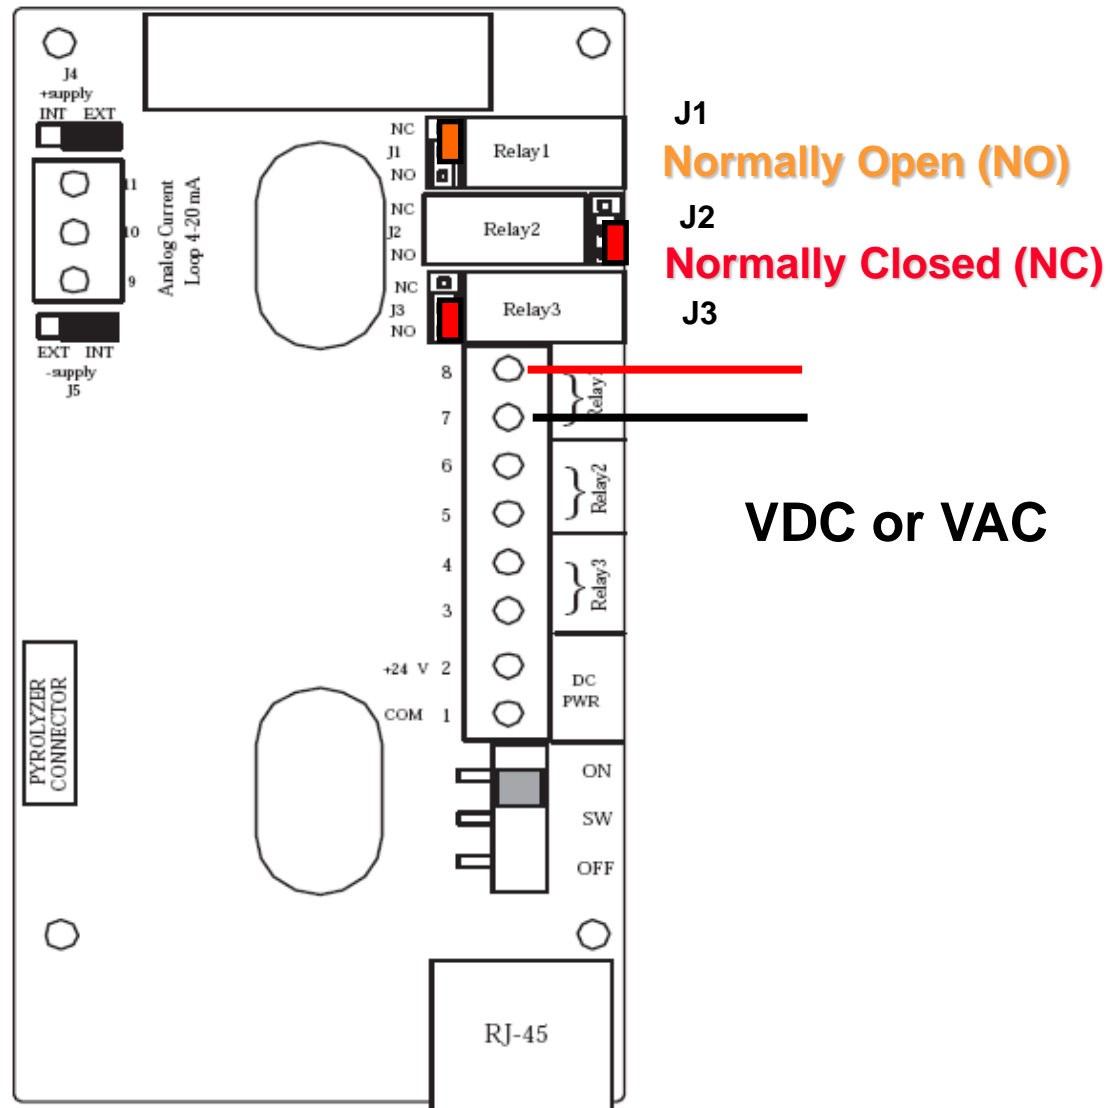 J4
+supply
INT EXT
11
10
9
Analog Current
Loop 4-20 mA
EXT INT
-supply
J5
NC
J1
NO
Relay1
NC
J2
NO
Relay2
NC
J3
NO
Relay3
J1
Normally Open (NO)
J2
Normally Closed (NC)
J3
8
7
6
5
4
3
+24 V 2
COM 1
Relay1
Relay2
Relay3
DC
PWR
VDC or VAC
PYROLYZER
CONNECTOR
ON
SW
OFF
RJ-45